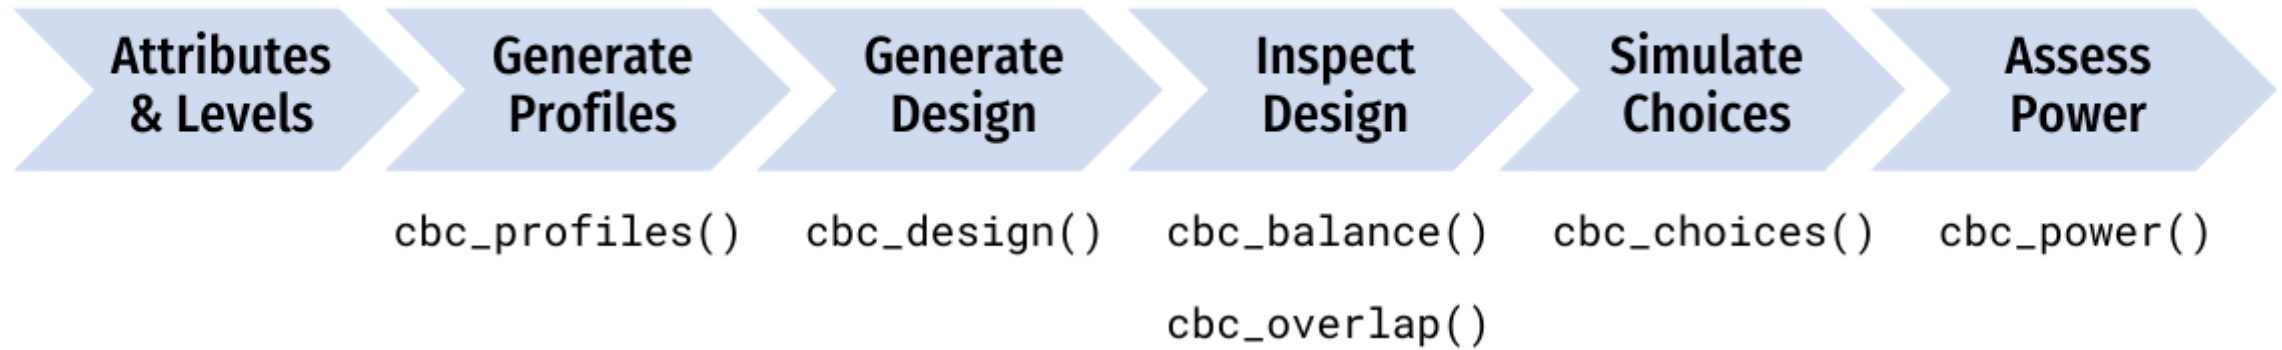 Attributes
& Levels
Generate
Profiles
Generate
Design
Inspect
Design
Simulate
Choices
Assess
Power
cbc_profiles()
cbc_design()
cbc_balance()
cbc_choices()
cbc_power()
cbc_overlap()